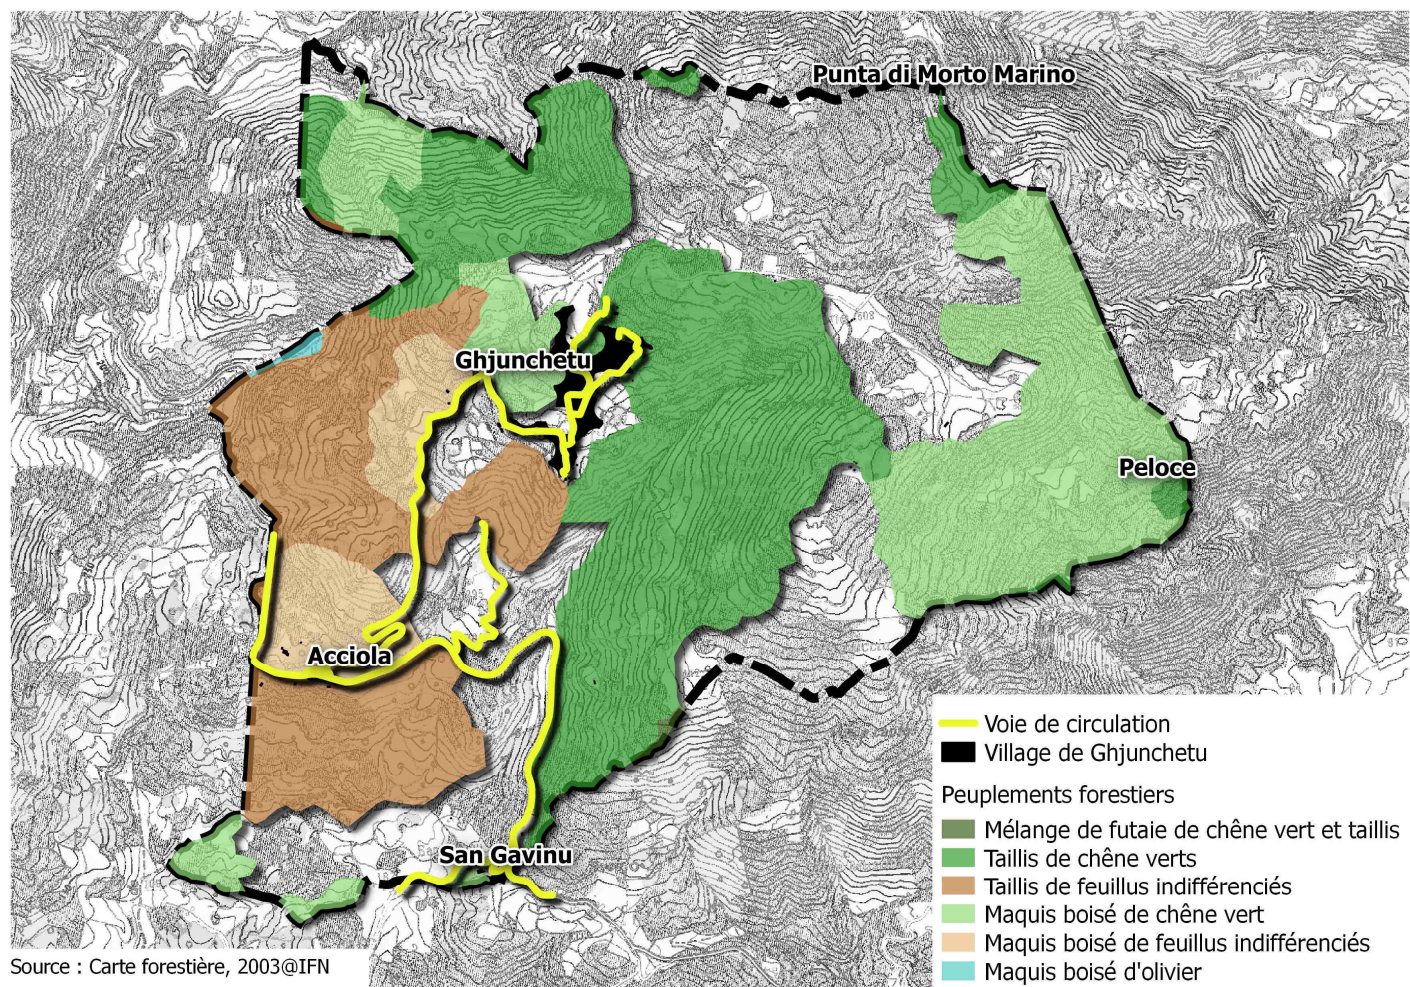 Punta di Morto Marino
Ghjunchetu
Peloce
Acciola
San Gavinu
Voie de circulation
Village de Ghjunchetu
Peuplements forestiers
Mélange de futaie de chêne vert et taillis
Taillis de chêne verts
Taillis de feuillus indifférenciés
Maquis boisé de chêne vert
Maquis boisé de feuillus indifférenciés
Maquis boisé d'olivier
Source : Carte forestière, 2003@IFN